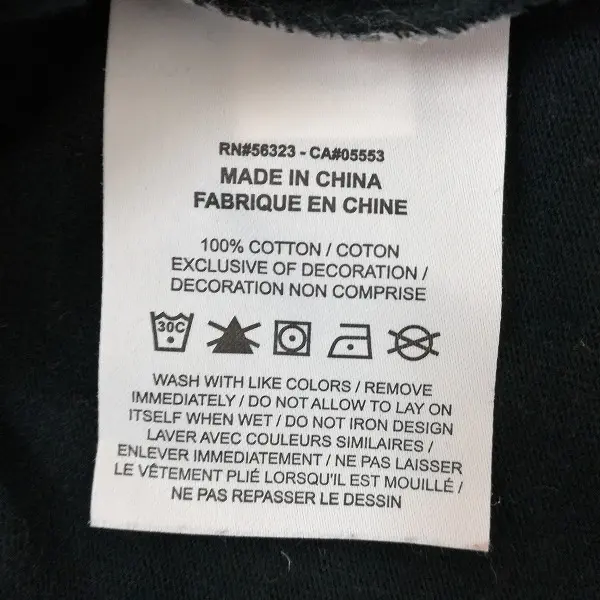 RN#56323 - CA#05553
MADE IN CHINA
FABRIQUE EN CHINE
100% COTTON / COTON
EXCLUSIVE OF DECORATION /
DECORATION NON COMPRISE
30C
WASH WITH LIKE COLORS / REMOVE
IMMEDIATELY / DO NOT ALLOW TO LAY ON
ITSELF WHEN WET / DO NOT IRON DESIGN
LAVER AVEC COULEURS SIMILAIRES /
ENLEVER IMMEDIATEMENT / NE PAS LAISSER
LE VÊTEMENT PLIÉ LORSQU'IL EST MOUILLÉ /
NE PAS REPASSER LE DESSIN